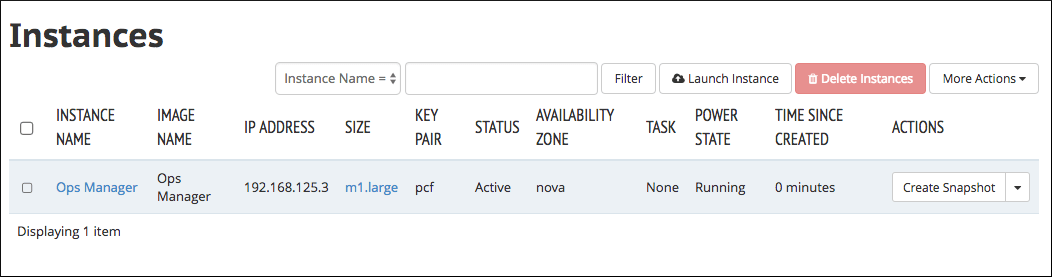 Instances
Instance Name = Filter Launch Instance Delete Instances More Actions
INSTANCE NAME IMAGE NAME IP ADDRESS SIZE KEY PAIR STATUS AVAILABILITY ZONE TASK POWER STATE TIME SINCE CREATED ACTIONS
Ops Manager Ops Manager 192.168.125.3 m1.large pcf Active nova None Running 0 minutes Create Snapshot
Displaying 1 item